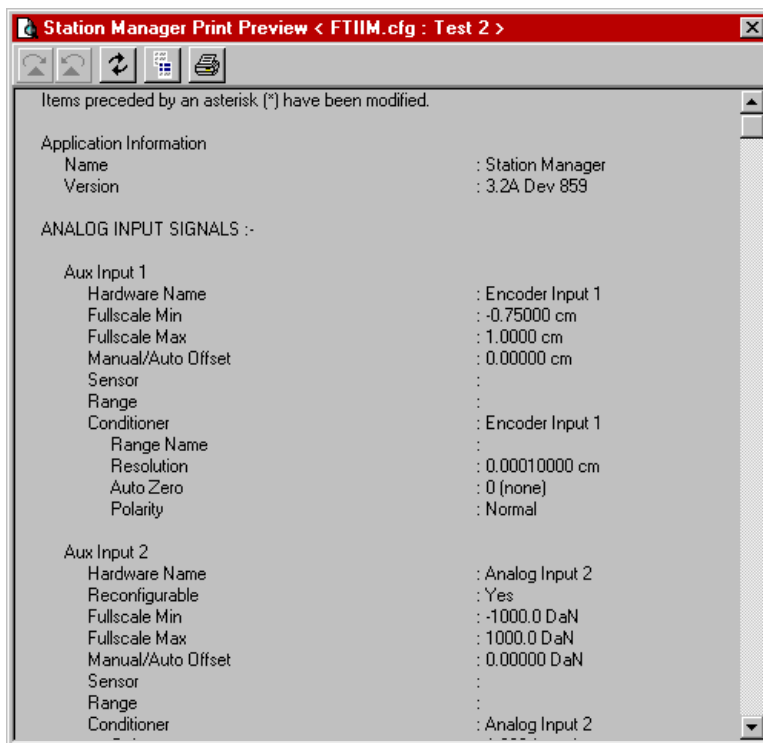 Station Manager Print Preview < FTIIM.cfg : Test 2 >
Items preceded by an asterisk (*) have been modified.
Application Information
Name : Station Manager
Version : 3.2A Dev 859
ANALOG INPUT SIGNALS :-
Aux Input 1
Hardware Name : Encoder Input 1
Fullscale Min : -0.75000 cm
Fullscale Max : 1.0000 cm
Manual/Auto Offset : 0.00000 cm
Sensor :
Range :
Conditioner : Encoder Input 1
Range Name :
Resolution : 0.00010000 cm
Auto Zero : 0 (none)
Polarity : Normal
Aux Input 2
Hardware Name : Analog Input 2
Reconfigurable : Yes
Fullscale Min : -1000.0 DaN
Fullscale Max : 1000.0 DaN
Manual/Auto Offset : 0.00000 DaN
Sensor :
Range :
Conditioner : Analog Input 2